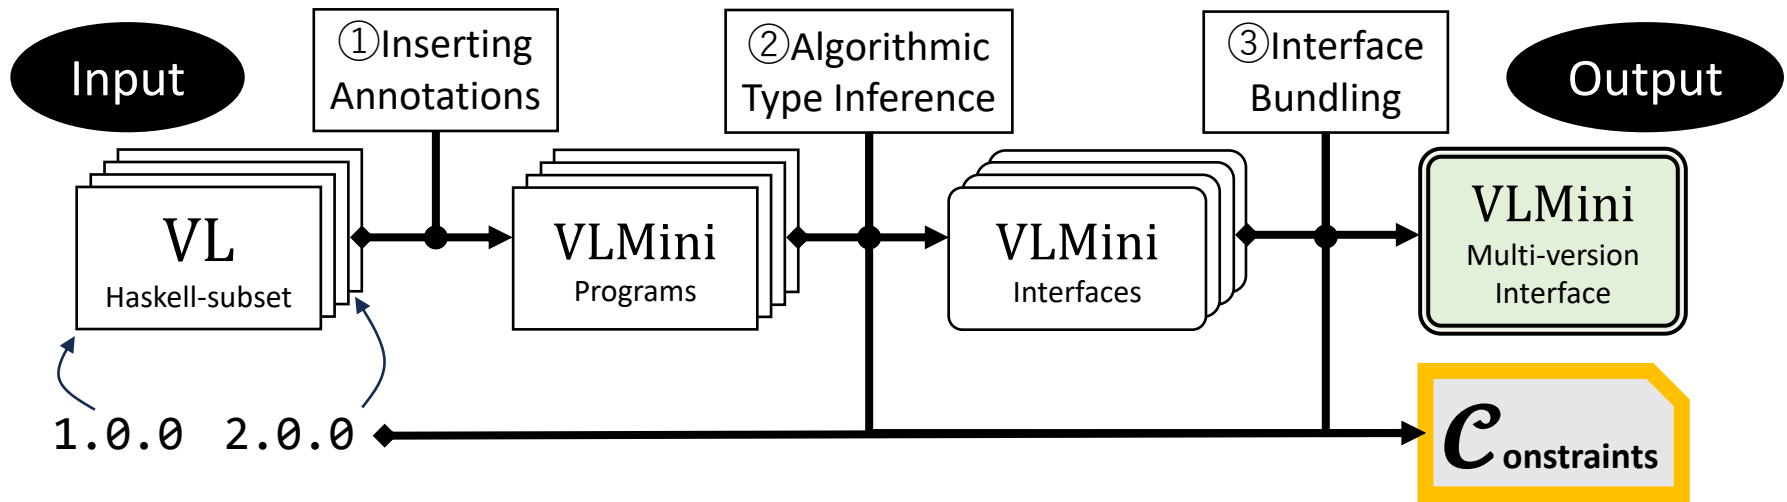 Input
①Inserting
Annotations
②Algorithmic
Type Inference
③Interface
Bundling
Output
VL
Haskell-subset
VLMini
Programs
VLMini
Interfaces
VLMini
Multi-version
Interface
1.0.0 2.0.0
Constraints